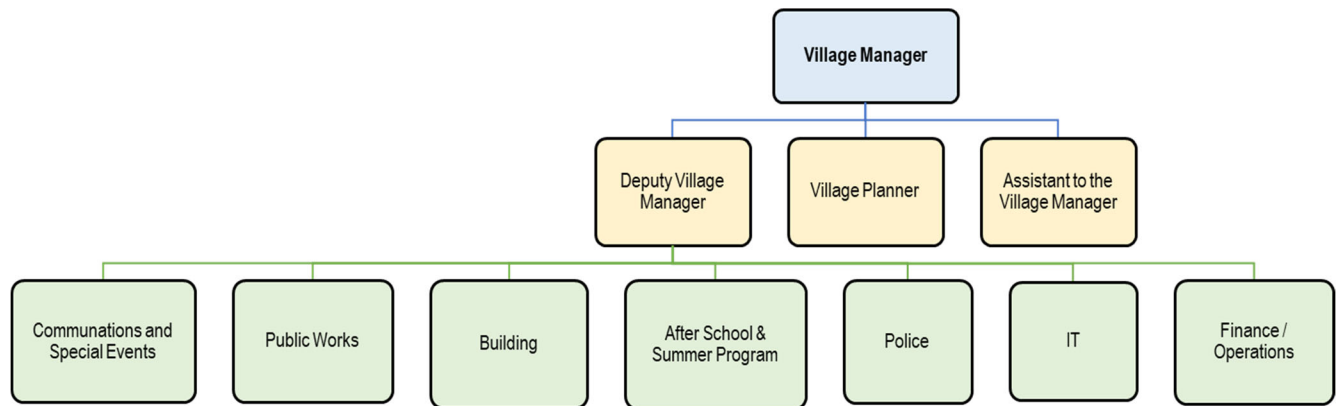 Village Manager
Deputy Village
Manager
Village Planner
Assistant to the
Village Manager
Communations and
Special Events
Public Works
Building
After School &
Summer Program
Police
IT
Finance /
Operations